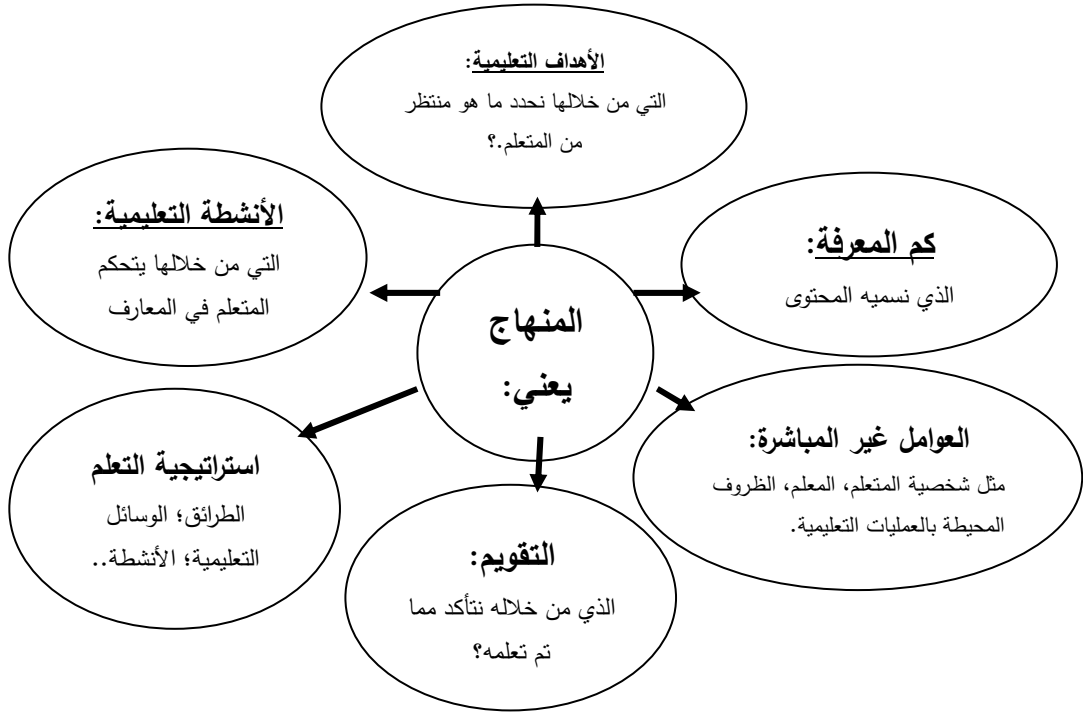 الأهداف التعليمية:
التي من خلالها نحدد ما هو منتظر
من المتعلم.؟
كم المعرفة:
الذي نسميه المحتوى
الأنشطة التعليمية:
التي من خلالها يتحكم
المتعلم في المعارف
المنهاج
يعني:
العوامل غير المباشرة:
مثل شخصية المتعلم، المعلم، الظروف
المحيطة بالعمليات التعليمية.
استراتيجية التعلم
الطرائق؛ الوسائل
التعليمية؛ الأنشطة..
التقويم:
الذي من خلاله نتأكد مما
تم تعلمه؟